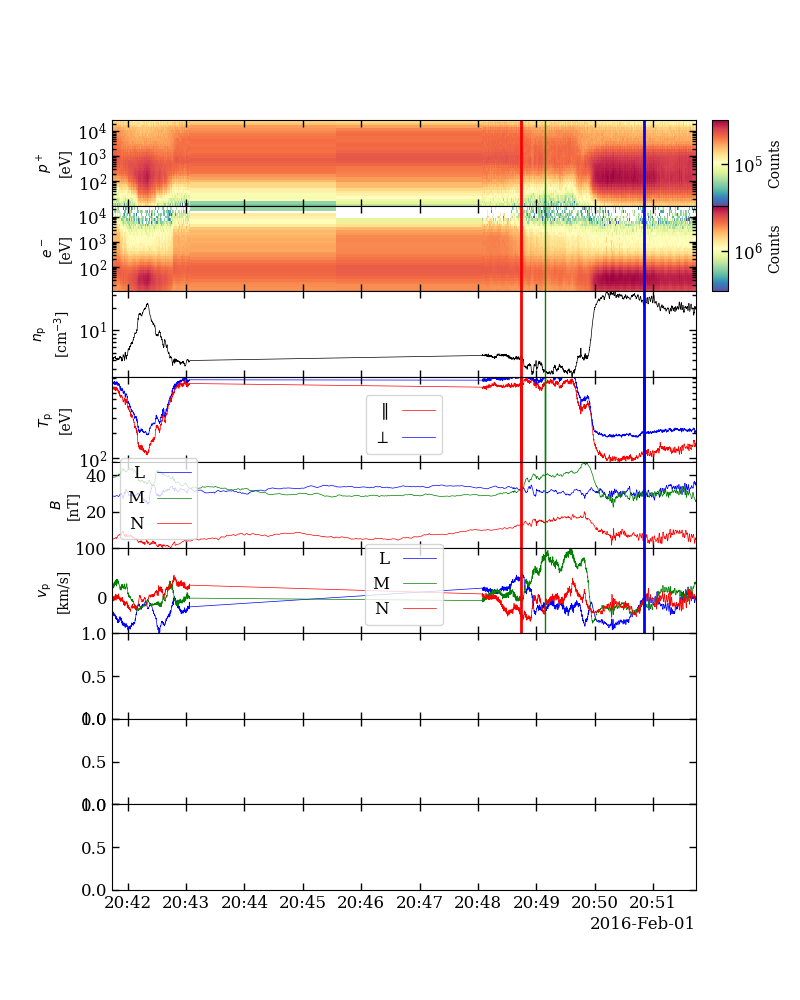 10⁴
10³
10²
p⁺
[eV]
10⁵
Counts
10⁴
10³
10²
e⁻
[eV]
10⁶
Counts
10¹
nₚ
[cm⁻³]
10²
Tₚ
[eV]
∥
⊥
40
20
B
[nT]
L
M
N
100
0
vₚ
[km/s]
L
M
N
1.0
0.5
0.0
1.0
0.5
0.0
1.0
0.5
0.0
20:42 20:43 20:44 20:45 20:46 20:47 20:48 20:49 20:50 20:51
2016-Feb-01